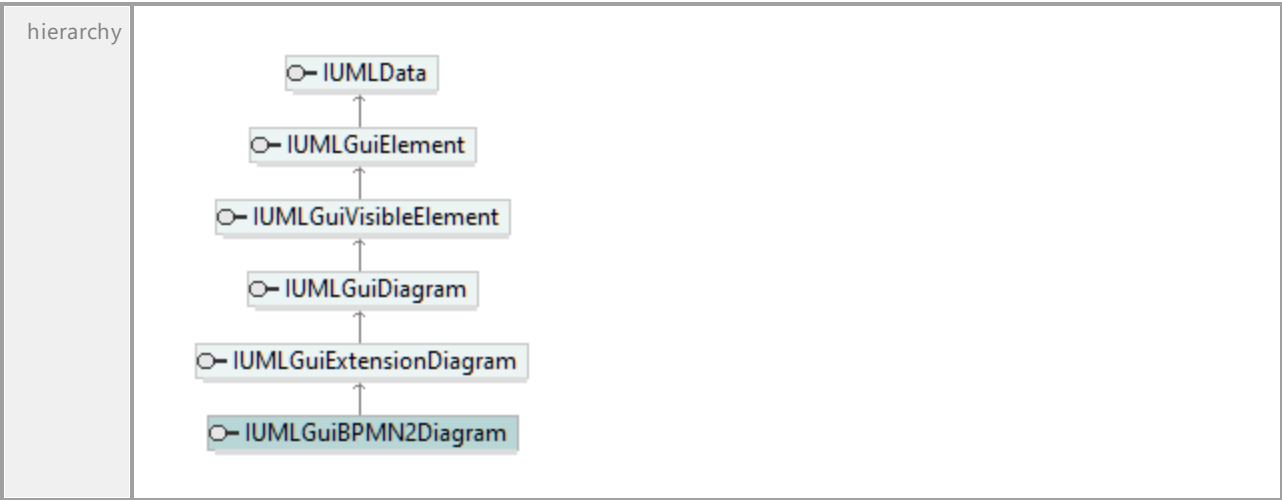 hierarchy
IUMLData
IUMLGuiElement
IUMLGuiVisibleElement
IUMLGuiDiagram
IUMLGuiExtensionDiagram
IUMLGuiBPMN2Diagram